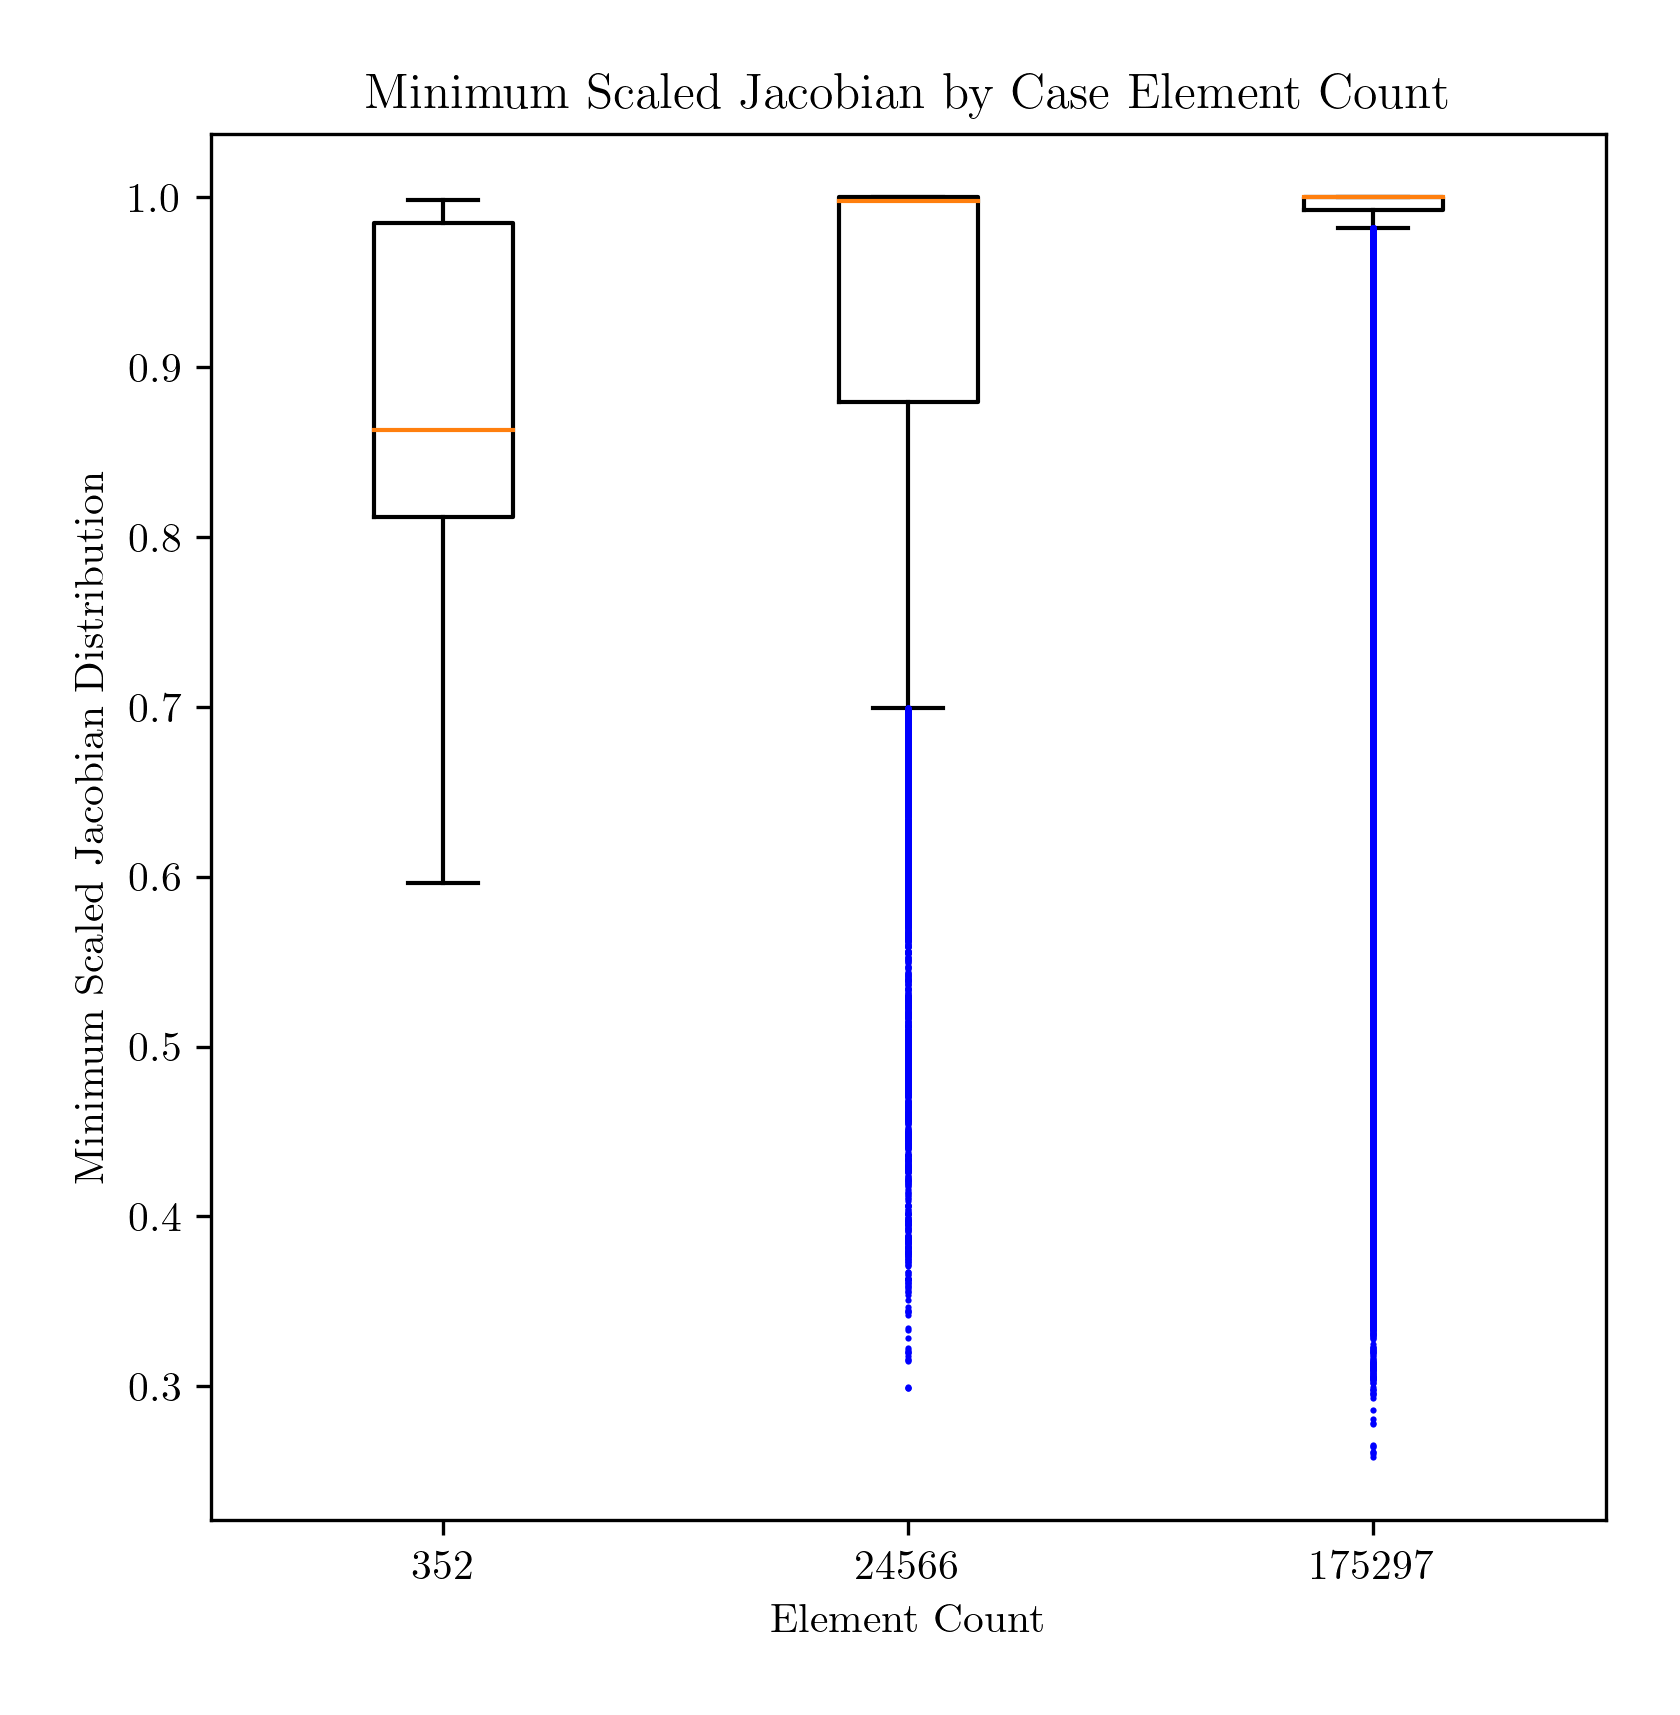 Minimum Scaled Jacobian by Case Element Count
Minimum Scaled Jacobian Distribution
1.0
0.9
0.8
0.7
0.6
0.5
0.4
0.3
352 24566 175297
Element Count